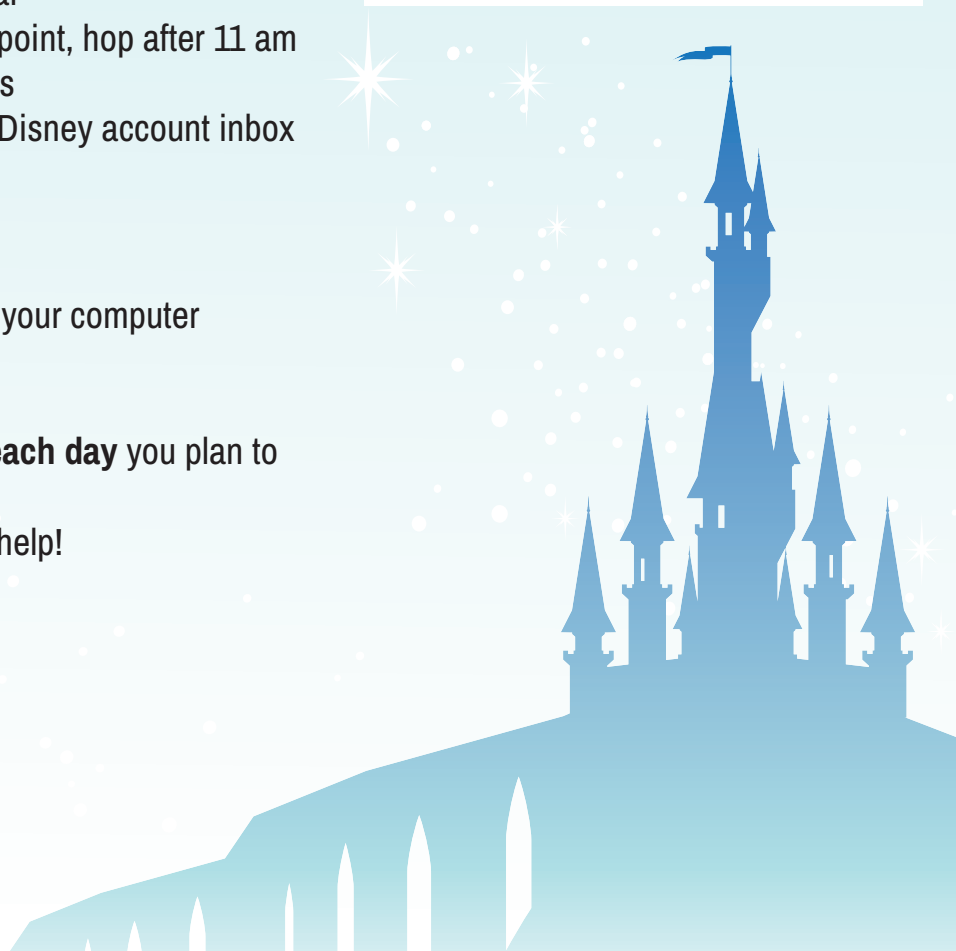 point, hop after 11 am
s
Disney account inbox
your computer
each day you plan to
help!